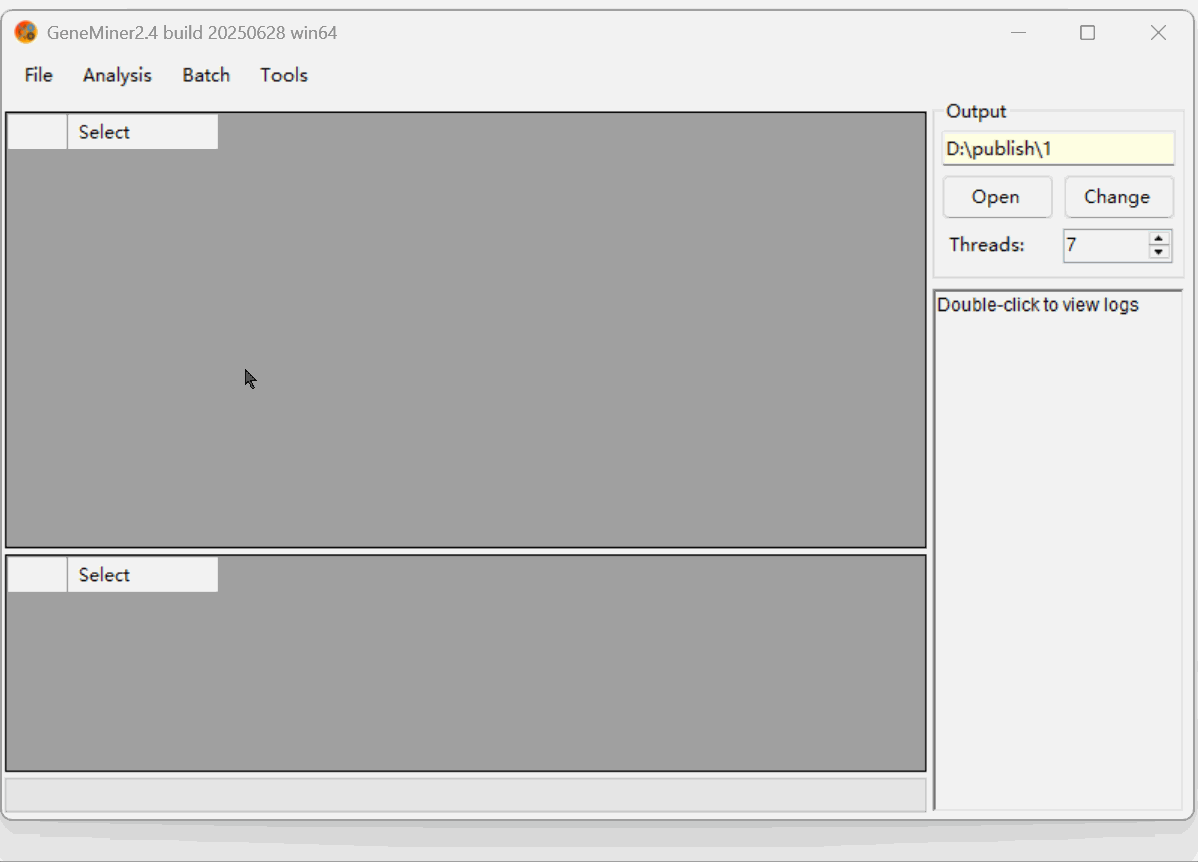 GeneMiner2.4 build 20250628 win64
File Analysis Batch Tools
Select
Output
D:\publish\1
Open Change
Threads: 7
Double-click to view logs
Select